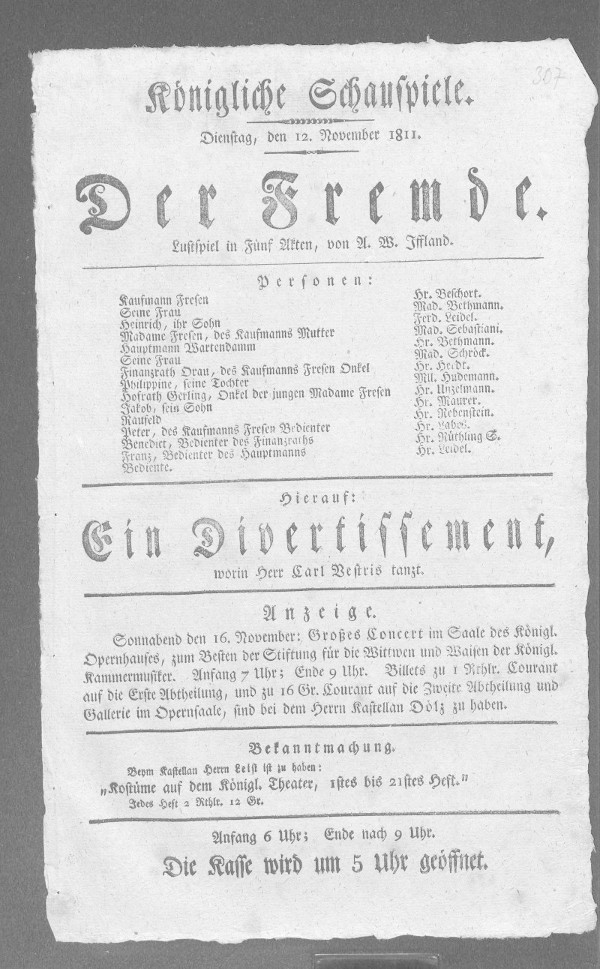 307
Königliche Schauspiele.
Dienstag, den 12. November 1811.
Der Fremde.
Lustspiel in Fünf Akten, von A. W. Iffland.
Personen:
Kaufmann Fresen Hr. Beschort.
Seine Frau Mad. Bethmann.
Heinrich, ihr Sohn Ferd. Leidel.
Madame Fresen, des Kaufmanns Mutter Mad. Sebastiani.
Hauptmann Wartendamm Hr. Bethmann.
Seine Frau Mad. Schröck.
Finanzrath Orau, des Kaufmanns Fresen Onkel Hr. Herdt.
Philippine, seine Tochter Mll. Hudemann.
Hofrath Gerling, Onkel der jungen Madame Fresen Hr. Unzelmann.
Jakob, sein Sohn Hr. Maurer.
Raufeld Hr. Rebenstein.
Peter, des Kaufmanns Fresen Bedienter Hr. Labes.
Benedict, Bedienter des Finanzraths Hr. Rüthling S.
Franz, Bedienter des Hauptmanns Hr. Leidel.
Bediente.
Hierauf:
Ein Divertissement,
worin Herr Carl Vestris tanzt.
Anzeige.
Sonnabend den 16. November: Großes Concert im Saale des Königl.
Opernhauses, zum Besten der Stiftung für die Wittwen und Waisen der Königl.
Kammermusiker. Anfang 7 Uhr; Ende 9 Uhr. Billets zu 1 Rthlr. Courant
auf die Erste Abtheilung, und zu 16 Gr. Courant auf die Zweite Abtheilung und
Gallerie im Opernsaale, sind bei dem Herrn Kastellan Dölz zu haben.
Bekanntmachung.
Beym Kastellan Herrn Leist ist zu haben:
„Kostüme auf dem Königl. Theater, 1stes bis 21stes Heft."
Jedes Heft 2 Rthlr. 12 Gr.
Anfang 6 Uhr; Ende nach 9 Uhr.
Die Kasse wird um 5 Uhr geöffnet.